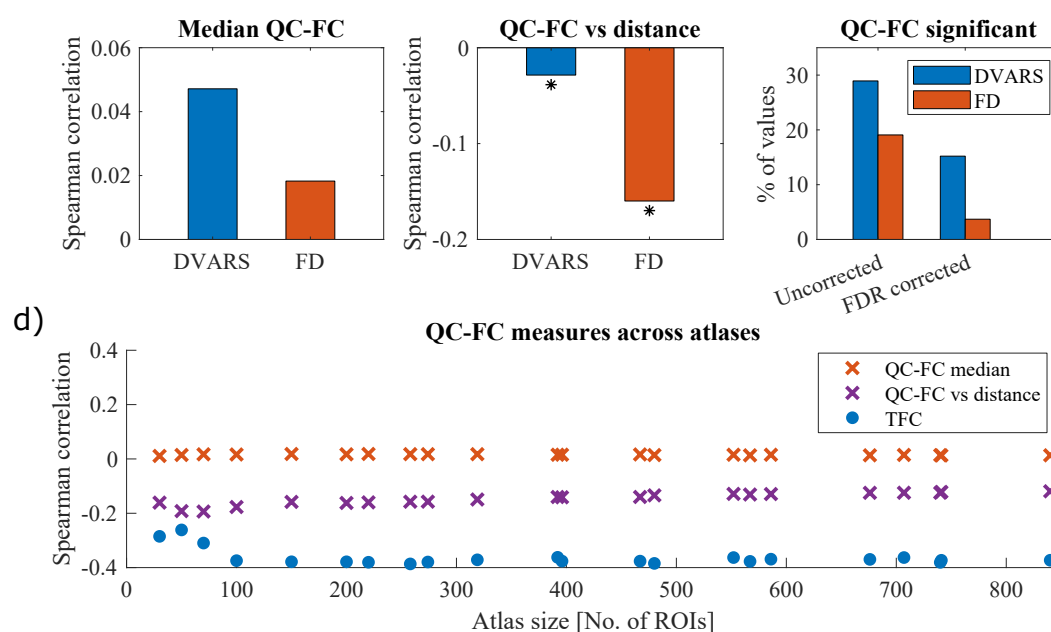 Median QC-FC
Spearman correlation
0.06
0.04
0.02
0
DVARS FD
QC-FC vs distance
Spearman correlation
0
-0.1
-0.2
DVARS FD
QC-FC significant
% of values
30
20
10
0
DVARS
FD
Uncorrected
FDR corrected
d)
QC-FC measures across atlases
Spearman correlation
0.4
0.2
0
-0.2
-0.4
QC-FC median
QC-FC vs distance
TFC
0 100 200 300 400 500 600 700 800
Atlas size [No. of ROIs]